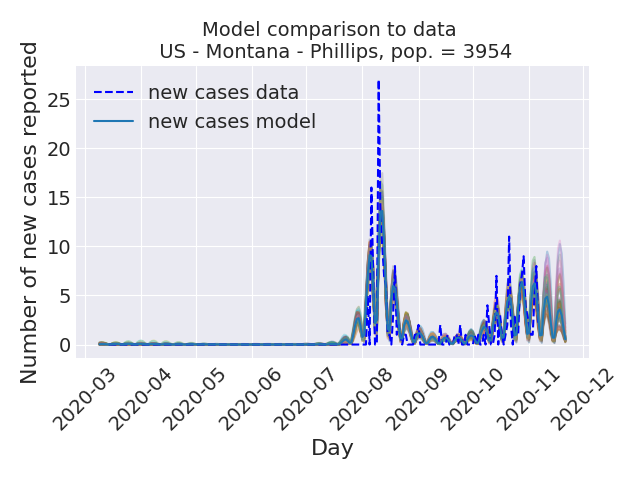 Model comparison to data
US - Montana - Phillips, pop. = 3954
Number of new cases reported
25
20
15
10
5
0
new cases data
new cases model
2020-03
2020-04
2020-05
2020-06
2020-07
2020-08
2020-09
2020-10
2020-11
2020-12
Day